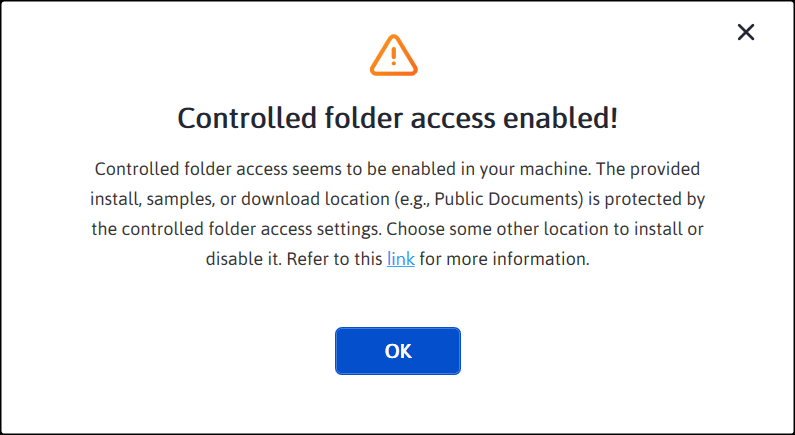 Controlled folder access enabled!
Controlled folder access seems to be enabled in your machine. The provided
install, samples, or download location (e.g., Public Documents) is protected by
the controlled folder access settings. Choose some other location to install or
disable it. Refer to this link for more information.
OK